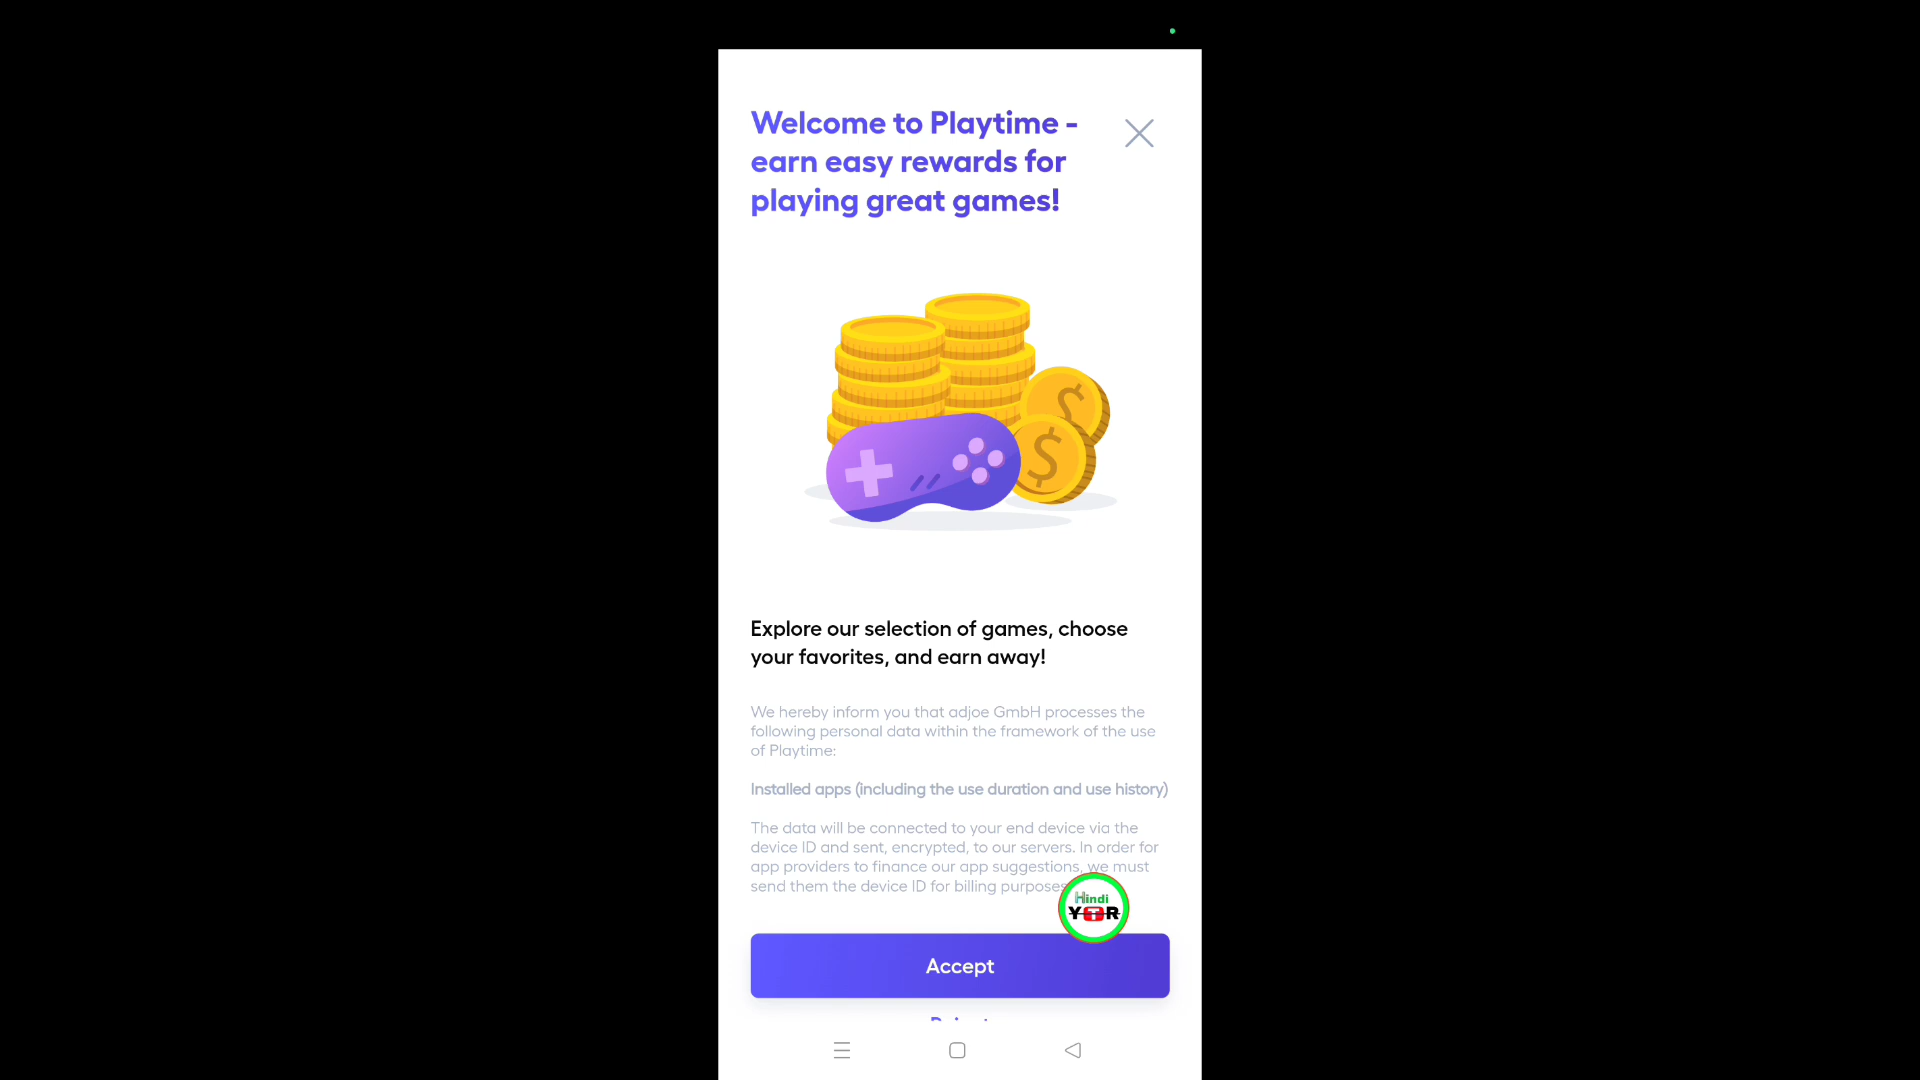 Welcome to Playtime -
earn easy rewards for
playing great games!
$
$
Explore our selection of games, choose
your favorites, and earn away!
We hereby inform you that adjoe GmbH processes the
following personal data within the framework of the use
of Playtime:
Installed apps (including the use duration and use history)
The data will be connected to your end device via the
device ID and sent, encrypted, to our servers. In order for
app providers to finance our app suggestions, we must
send them the device ID for billing purposes
Hindi
YTR
Accept